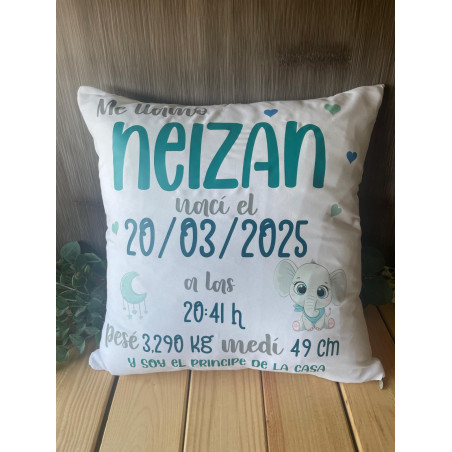 Me llamo
NEIZAN
nací el
20/03/2025
a las
20:41 h
Pesé 3.290 KG medí 49 cm
Y SOY EL PRINCIPE DE LA CASA